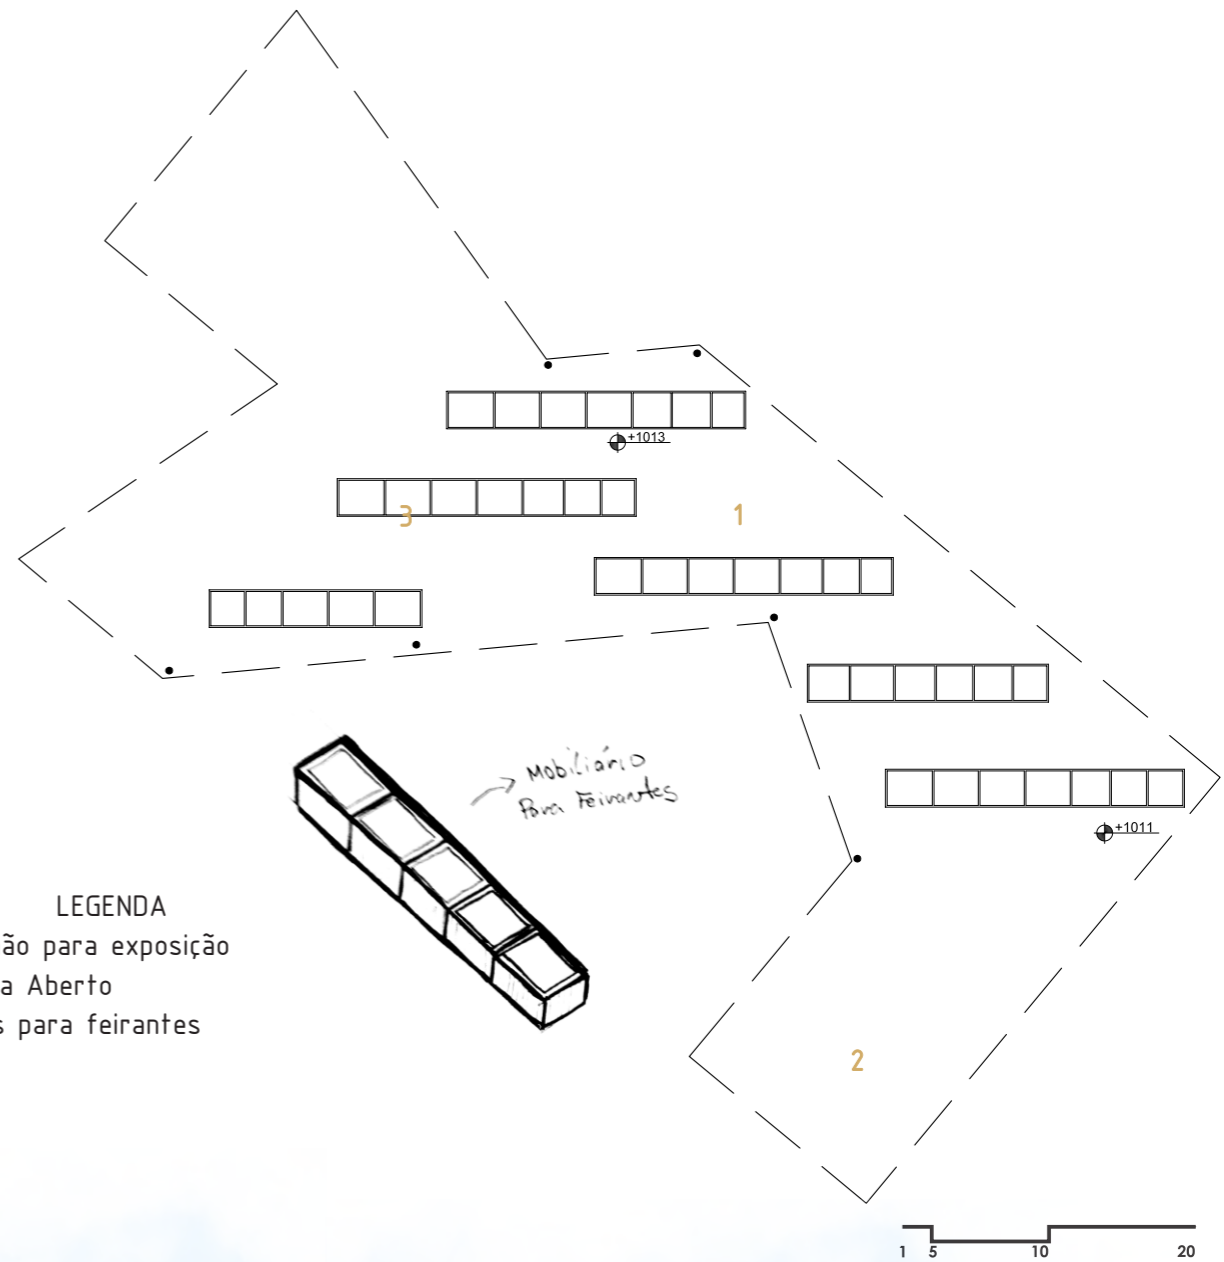 +1013
3
1
Mobiliário
Para Feirantes
+1011
LEGENDA
ão para exposição
a Aberto
s para feirantes
2
1 5 10 20